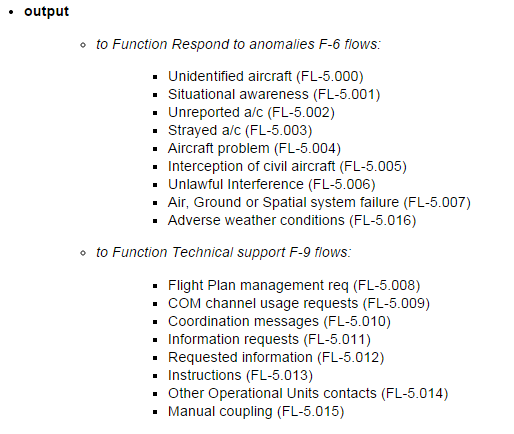 output
to Function Respond to anomalies F-6 flows:
Unidentified aircraft (FL-5.000)
Situational awareness (FL-5.001)
Unreported a/c (FL-5.002)
Strayed a/c (FL-5.003)
Aircraft problem (FL-5.004)
Interception of civil aircraft (FL-5.005)
Unlawful Interference (FL-5.006)
Air, Ground or Spatial system failure (FL-5.007)
Adverse weather conditions (FL-5.016)
to Function Technical support F-9 flows:
Flight Plan management req (FL-5.008)
COM channel usage requests (FL-5.009)
Coordination messages (FL-5.010)
Information requests (FL-5.011)
Requested information (FL-5.012)
Instructions (FL-5.013)
Other Operational Units contacts (FL-5.014)
Manual coupling (FL-5.015)